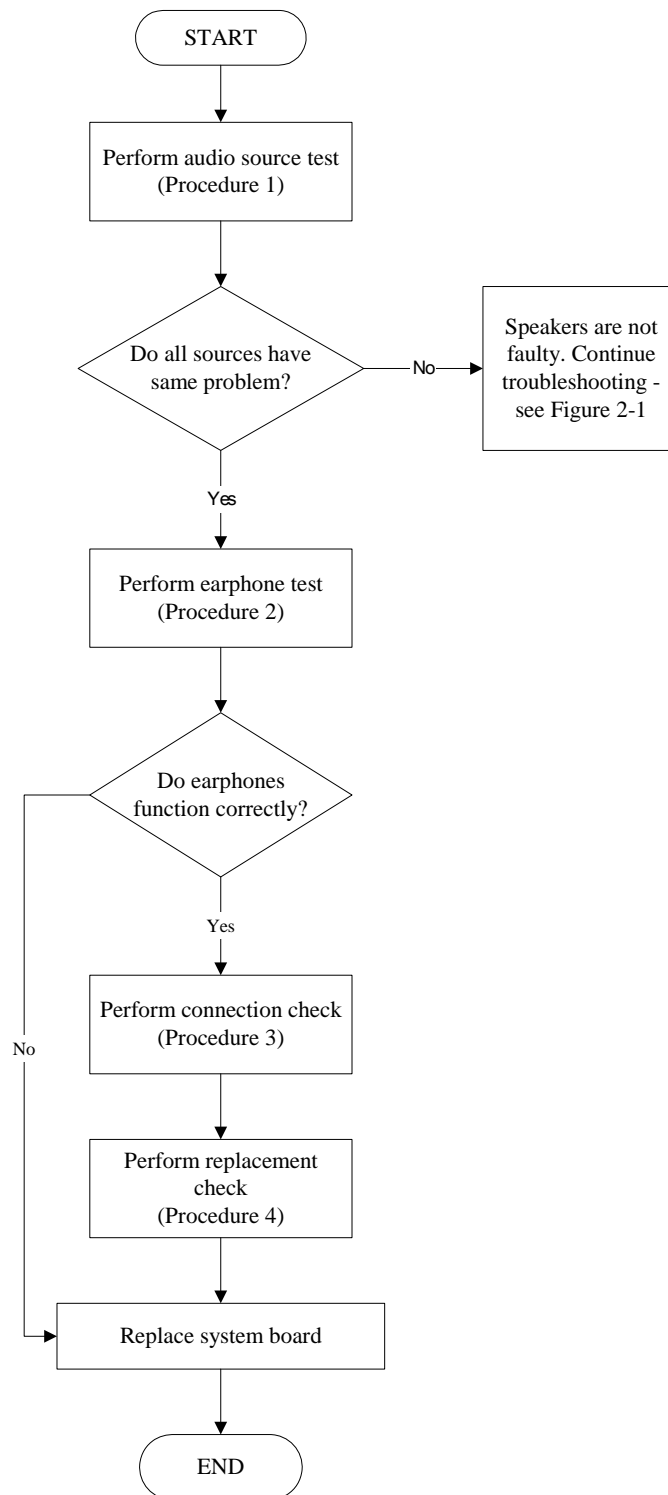 START
Perform audio source test
(Procedure 1)
Do all sources have
same problem?
No
Speakers are not
faulty. Continue
troubleshooting -
see Figure 2-1
Yes
Perform earphone test
(Procedure 2)
Do earphones
function correctly?
Yes
Perform connection check
(Procedure 3)
No
Perform replacement
check
(Procedure 4)
Replace system board
END